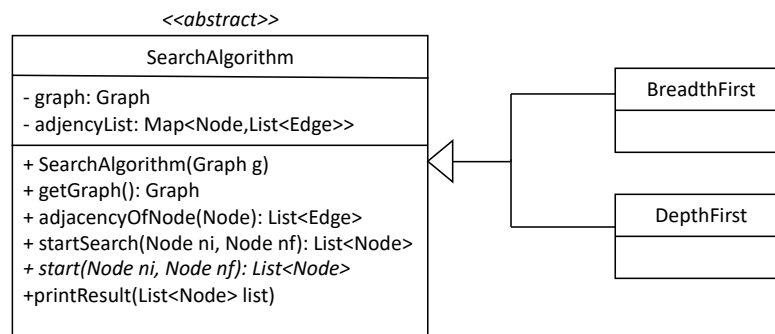 <<abstract>>
SearchAlgorithm
- graph: Graph
- adjencyList: Map<Node,List<Edge>>
+ SearchAlgorithm(Graph g)
+ getGraph(): Graph
+ adjacencyOfNode(Node): List<Edge>
+ startSearch(Node ni, Node nf): List<Node>
+ start(Node ni, Node nf): List<Node>
+printResult(List<Node> list)
BreadthFirst
DepthFirst